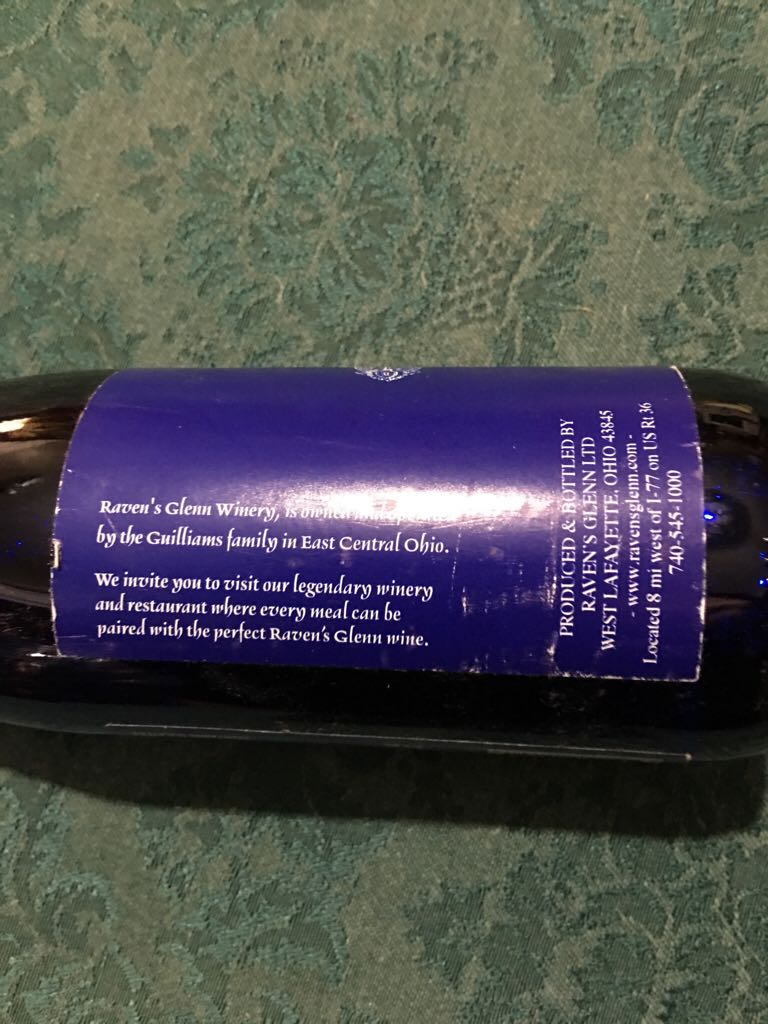 Raven's Glenn Winery, is owned
by the Guilliams family in East Central Ohio.
We invite you to visit our legendary winery
and restaurant where every meal can be
paired with the perfect Raven's Glenn wine.
PRODUCED & BOTTLED BY
RAVEN'S GLENN LTD
WEST LAFAYETTE, OHIO 43845
- www.ravensglenn.com -
Located 8 mi west of I-77 on US Rt 36
740-545-1000